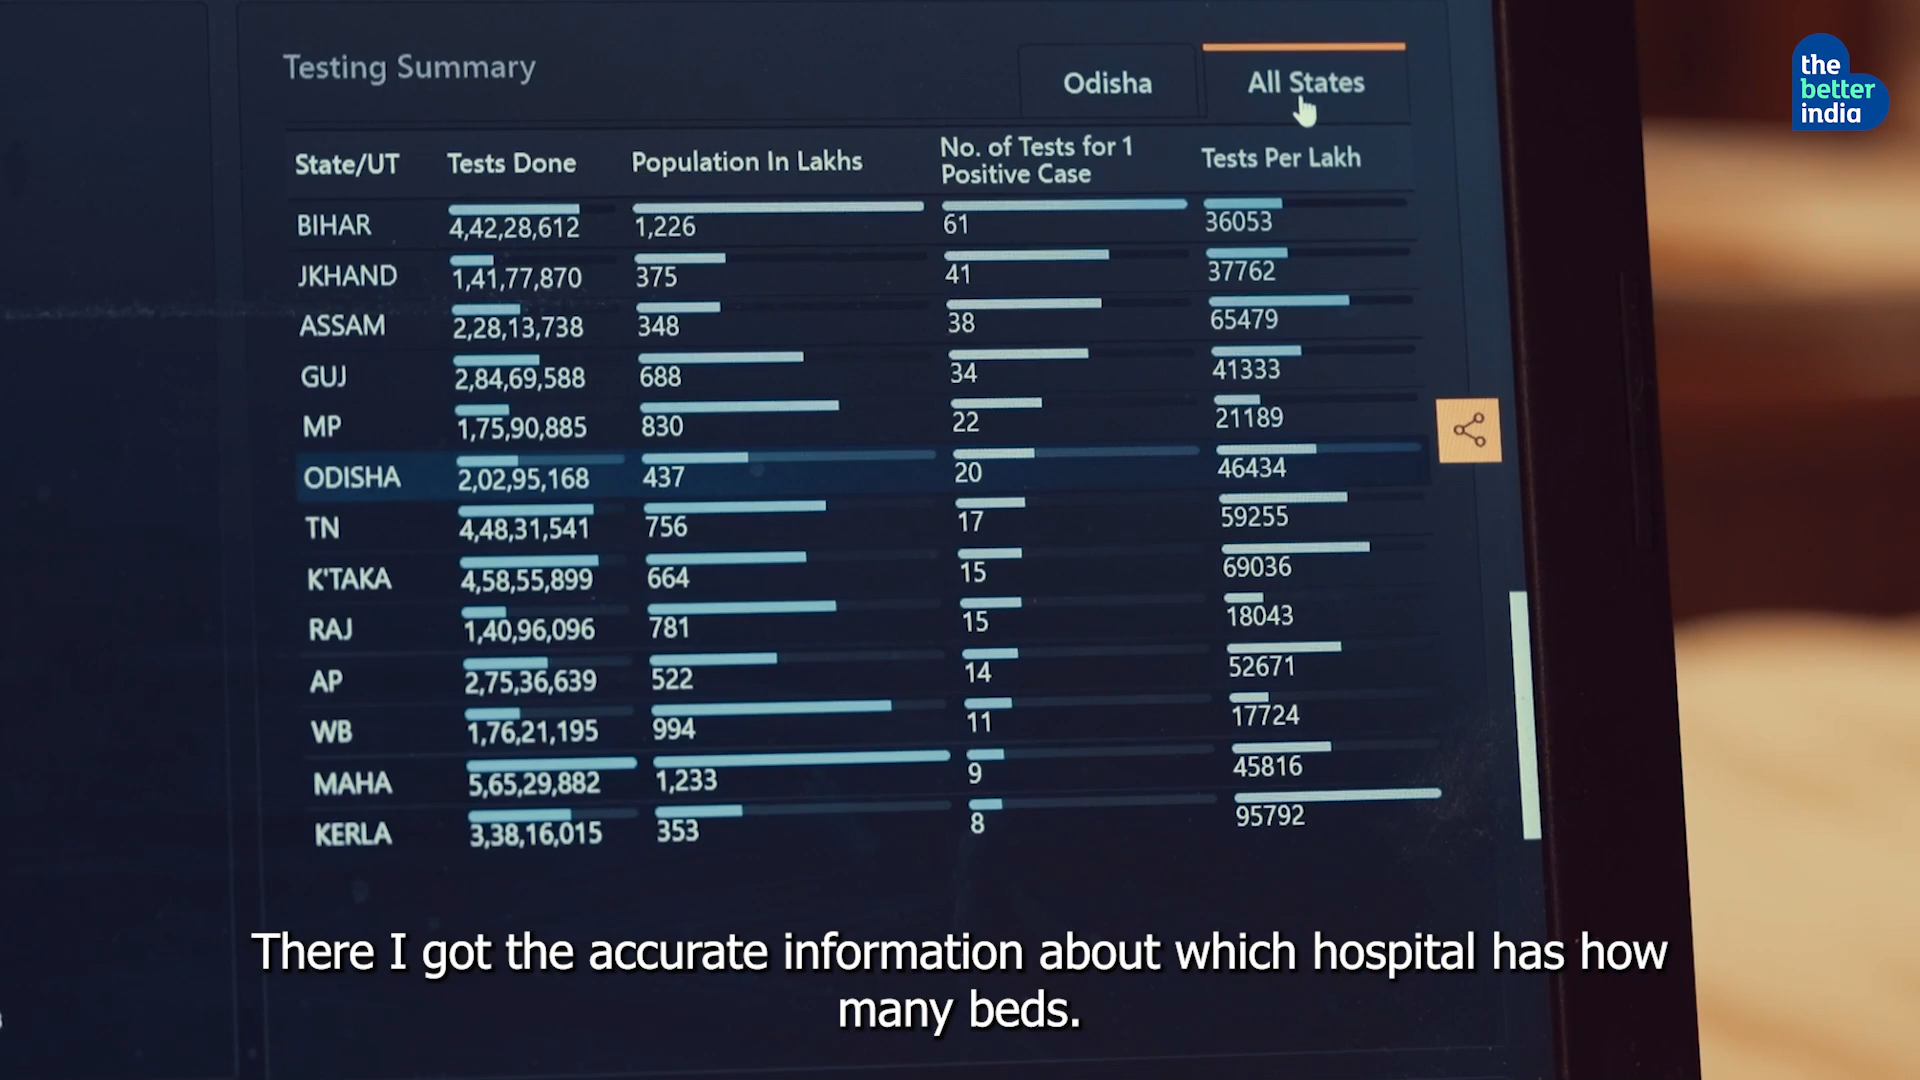 the
better
india
Testing Summary
Odisha
All States
State/UT Tests Done Population In Lakhs No. of Tests for 1 Positive Case Tests Per Lakh
BIHAR 4,42,28,612 1,226 61 36053
JKHAND 1,41,77,870 375 41 37762
ASSAM 2,28,13,738 348 38 65479
GUJ 2,84,69,588 688 34 41333
MP 1,75,90,885 830 22 21189
ODISHA 2,02,95,168 437 20 46434
TN 4,48,31,541 756 17 59255
K'TAKA 4,58,55,899 664 15 69036
RAJ 1,40,96,096 781 15 18043
AP 2,75,36,639 522 14 52671
WB 1,76,21,195 994 11 17724
MAHA 5,65,29,882 1,233 9 45816
KERLA 3,38,16,015 353 8 95792
There I got the accurate information about which hospital has how
many beds.